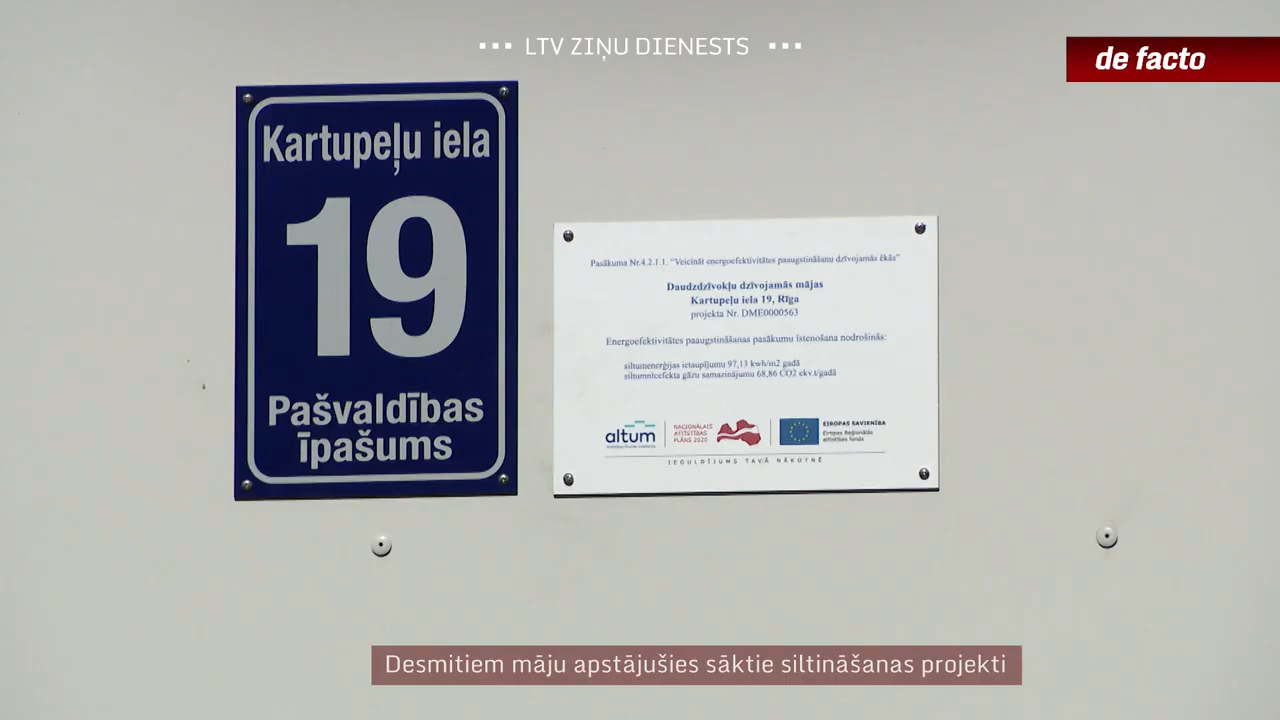 LTV ZIŅU DIENESTS
de facto
Kartupeļu iela
19
Pašvaldības
īpašums
Pasākuma Nr.4.2.1.1. “Veicināt energoefektivitātes paaugstināšanu dzīvojamās ēkās”
Daudzdzīvokļu dzīvojamās mājas
Kartupeļu iela 19, Rīga
projekta Nr. DME0000563
Energoefektivitātes paaugstināšanas pasākumu īstenošana nodrošinās:
siltumenerģijas ietaupījumu 97,13 kwh/m2 gadā
siltumnīcefekta gāzu samazinājumu 68,86 CO2 ekv.t/gadā
altum
NACIONĀLAIS
ATTĪSTĪBAS
PLĀNS 2020
EIROPAS SAVIENĪBA
Eiropas Reģionālās
attīstības fonds
IEGULDĪJUMS TAVĀ NĀKOTNĒ
Desmitiem māju apstājušies sāktie siltināšanas projekti